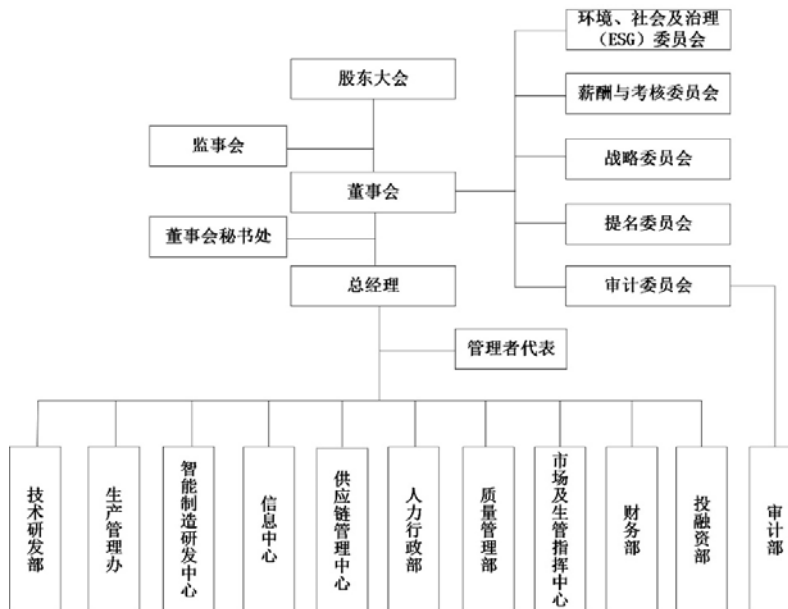 环境、社会及治理
（ESG）委员会
股东大会
薪酬与考核委员会
监事会
战略委员会
董事会
提名委员会
董事会秘书处
总经理
审计委员会
管理者代表
技术研发部
生产管理办
智能制造研发中心
信息中心
供应链管理中心
人力行政部
质量管理部
市场及生管指挥中心
财务部
投融资部
审计部